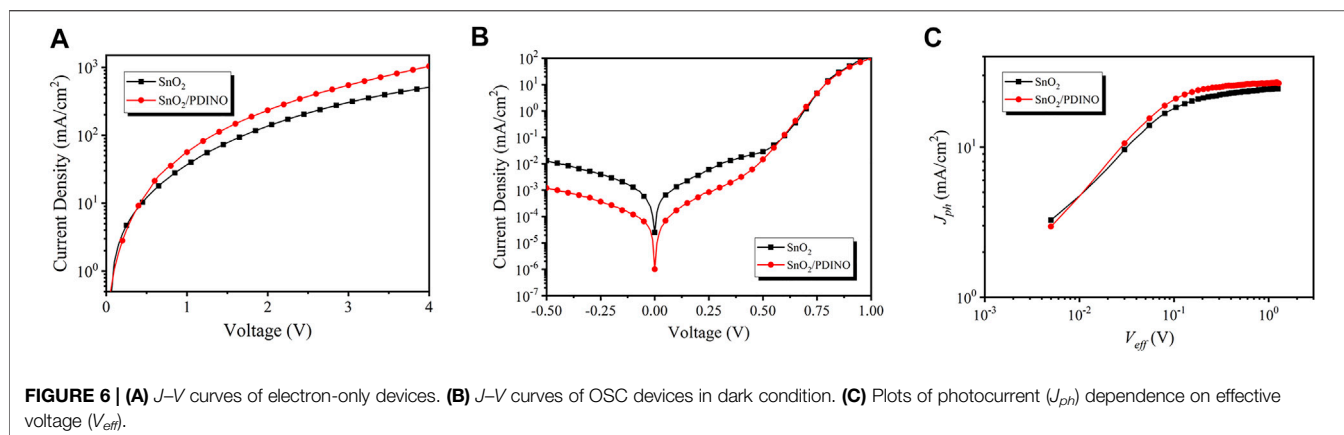 A
Current Density (mA/cm²)
10³
10²
10¹
10⁰
SnO₂
SnO₂/PDINO
0 1 2 3 4
Voltage (V)
B
Current Density (mA/cm²)
10²
10¹
10⁰
10⁻¹
10⁻²
10⁻³
10⁻⁴
10⁻⁵
10⁻⁶
10⁻⁷
SnO₂
SnO₂/PDINO
-0.50 -0.25 0.00 0.25 0.50 0.75 1.00
Voltage (V)
C
Jph (mA/cm²)
10¹
10⁰
SnO₂
SnO₂/PDINO
10⁻³ 10⁻² 10⁻¹ 10⁰
Veff (V)
FIGURE 6 | (A) J–V curves of electron-only devices. (B) J–V curves of OSC devices in dark condition. (C) Plots of photocurrent (Jph) dependence on effective
voltage (Veff).